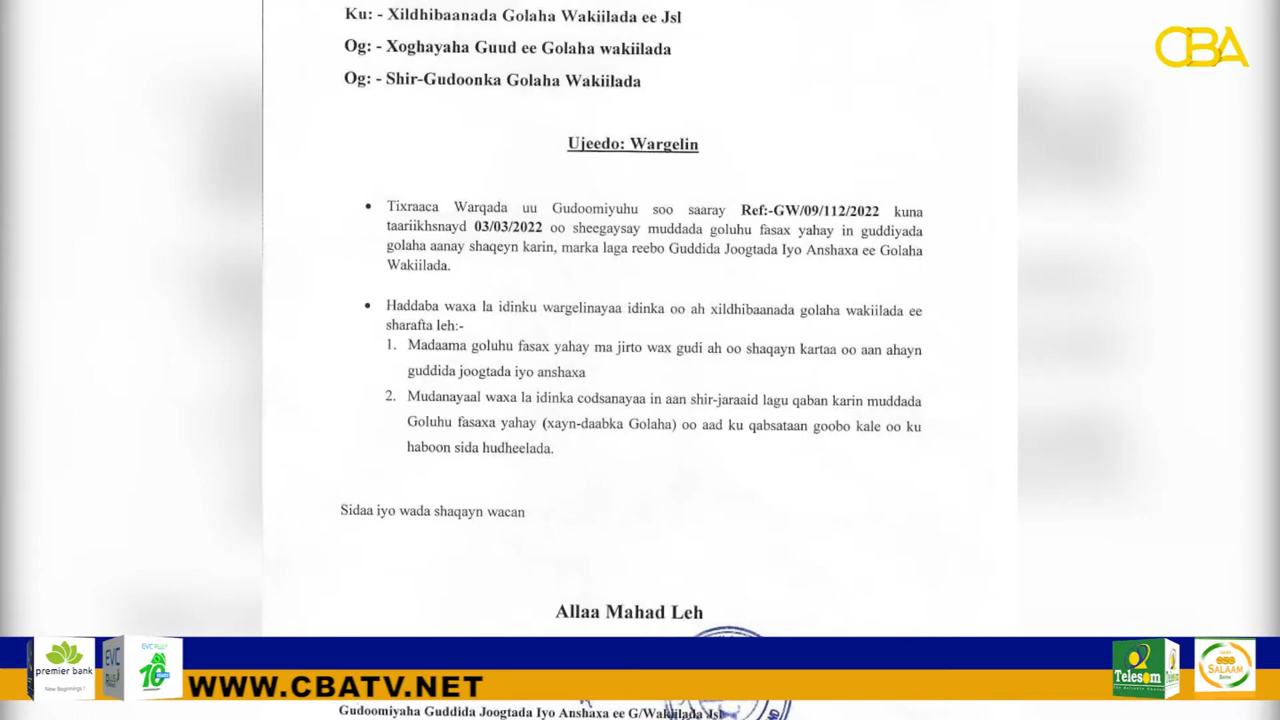 Ku: - Xildhibaanada Golaha Wakiilada ee Jsl
CBA
Og: - Xoghayaha Guud ee Golaha wakiilada
Og: - Shir-Gudoonka Golaha Wakiilada
Ujeedo: Wargelin
• Tixraaca Warqada uu Gudoomiyuhu soo saaray Ref:-GW/09/112/2022 kuna
taariikhsnayd 03/03/2022 oo sheegaysay muddada goluhu fasax yahay in guddiyada
golaha aanay shaqeyn karin, marka laga reebo Guddida Joogtada Iyo Anshaxa ee Golaha
Wakiilada.
• Haddaba waxa la idinku wargelinayaa idinka oo ah xildhibaanada golaha wakiilada ee
sharafta leh:-
1. Madaama goluhu fasax yahay ma jirto wax gudi ah oo shaqayn kartaa oo aan ahayn
guddida joogtada iyo anshaxa
2. Mudanayaal waxa la idinka codsanayaa in aan shir-jaraaid lagu qaban karin muddada
Goluhu fasaxa yahay (xayn-daabka Golaha) oo aad ku qabsataan goobo kale oo ku
haboon sida hudheelada.
Sidaa iyo wada shaqayn wacan
Allaa Mahad Leh
premier bank
New Beginnings !
EVC
PLUS
EVC PLUS
10
YEARS
WWW.CBATV.NET
Telesom
SALAAM
Gudoomiyaha Guddida Joogtada Iyo Anshaxa ee G/Wakiilada Jsl